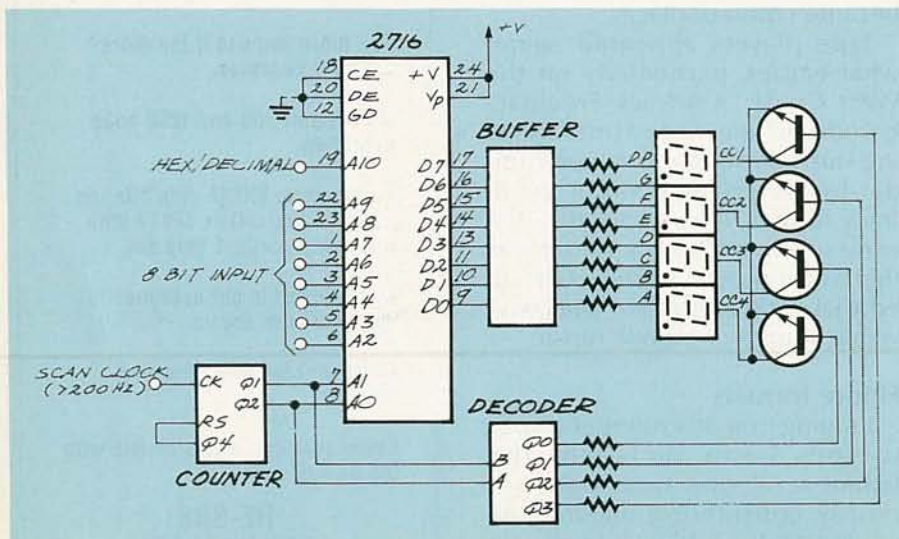 2716
+V
18 CE +V 24
20 OE Vp 21
12 GD
BUFFER
HEX/DECIMAL 19 A10
D7 17 DP CC1
D6 16 G
22 A9 D5 15 F CC2
23 A8 D4 14 E
1 A7 D3 13 D CC3
2 A6 D2 11 C
8 BIT INPUT 3 A5 D1 10 B CC4
4 A4 D0 9 A
5 A3
6 A2
SCAN CLOCK
(>200 HZ)
CK Q1 7 A1
Q2 8 A0
RS
Q4
COUNTER
DECODER
Q0
B Q1
A Q2
Q3